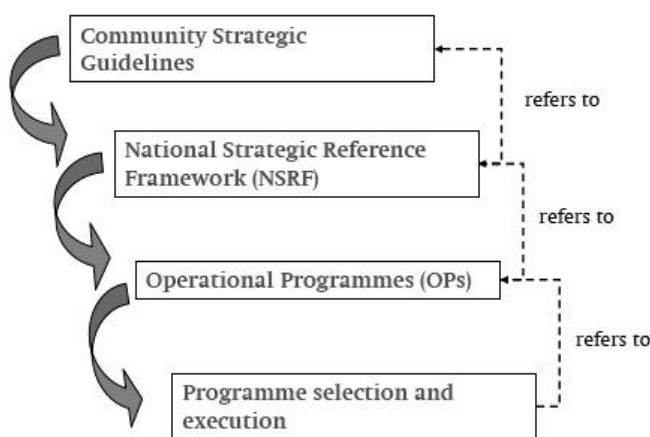 Community Strategic
Guidelines
refers to
National Strategic Reference
Framework (NSRF)
refers to
Operational Programmes (OPs)
refers to
Programme selection and
execution